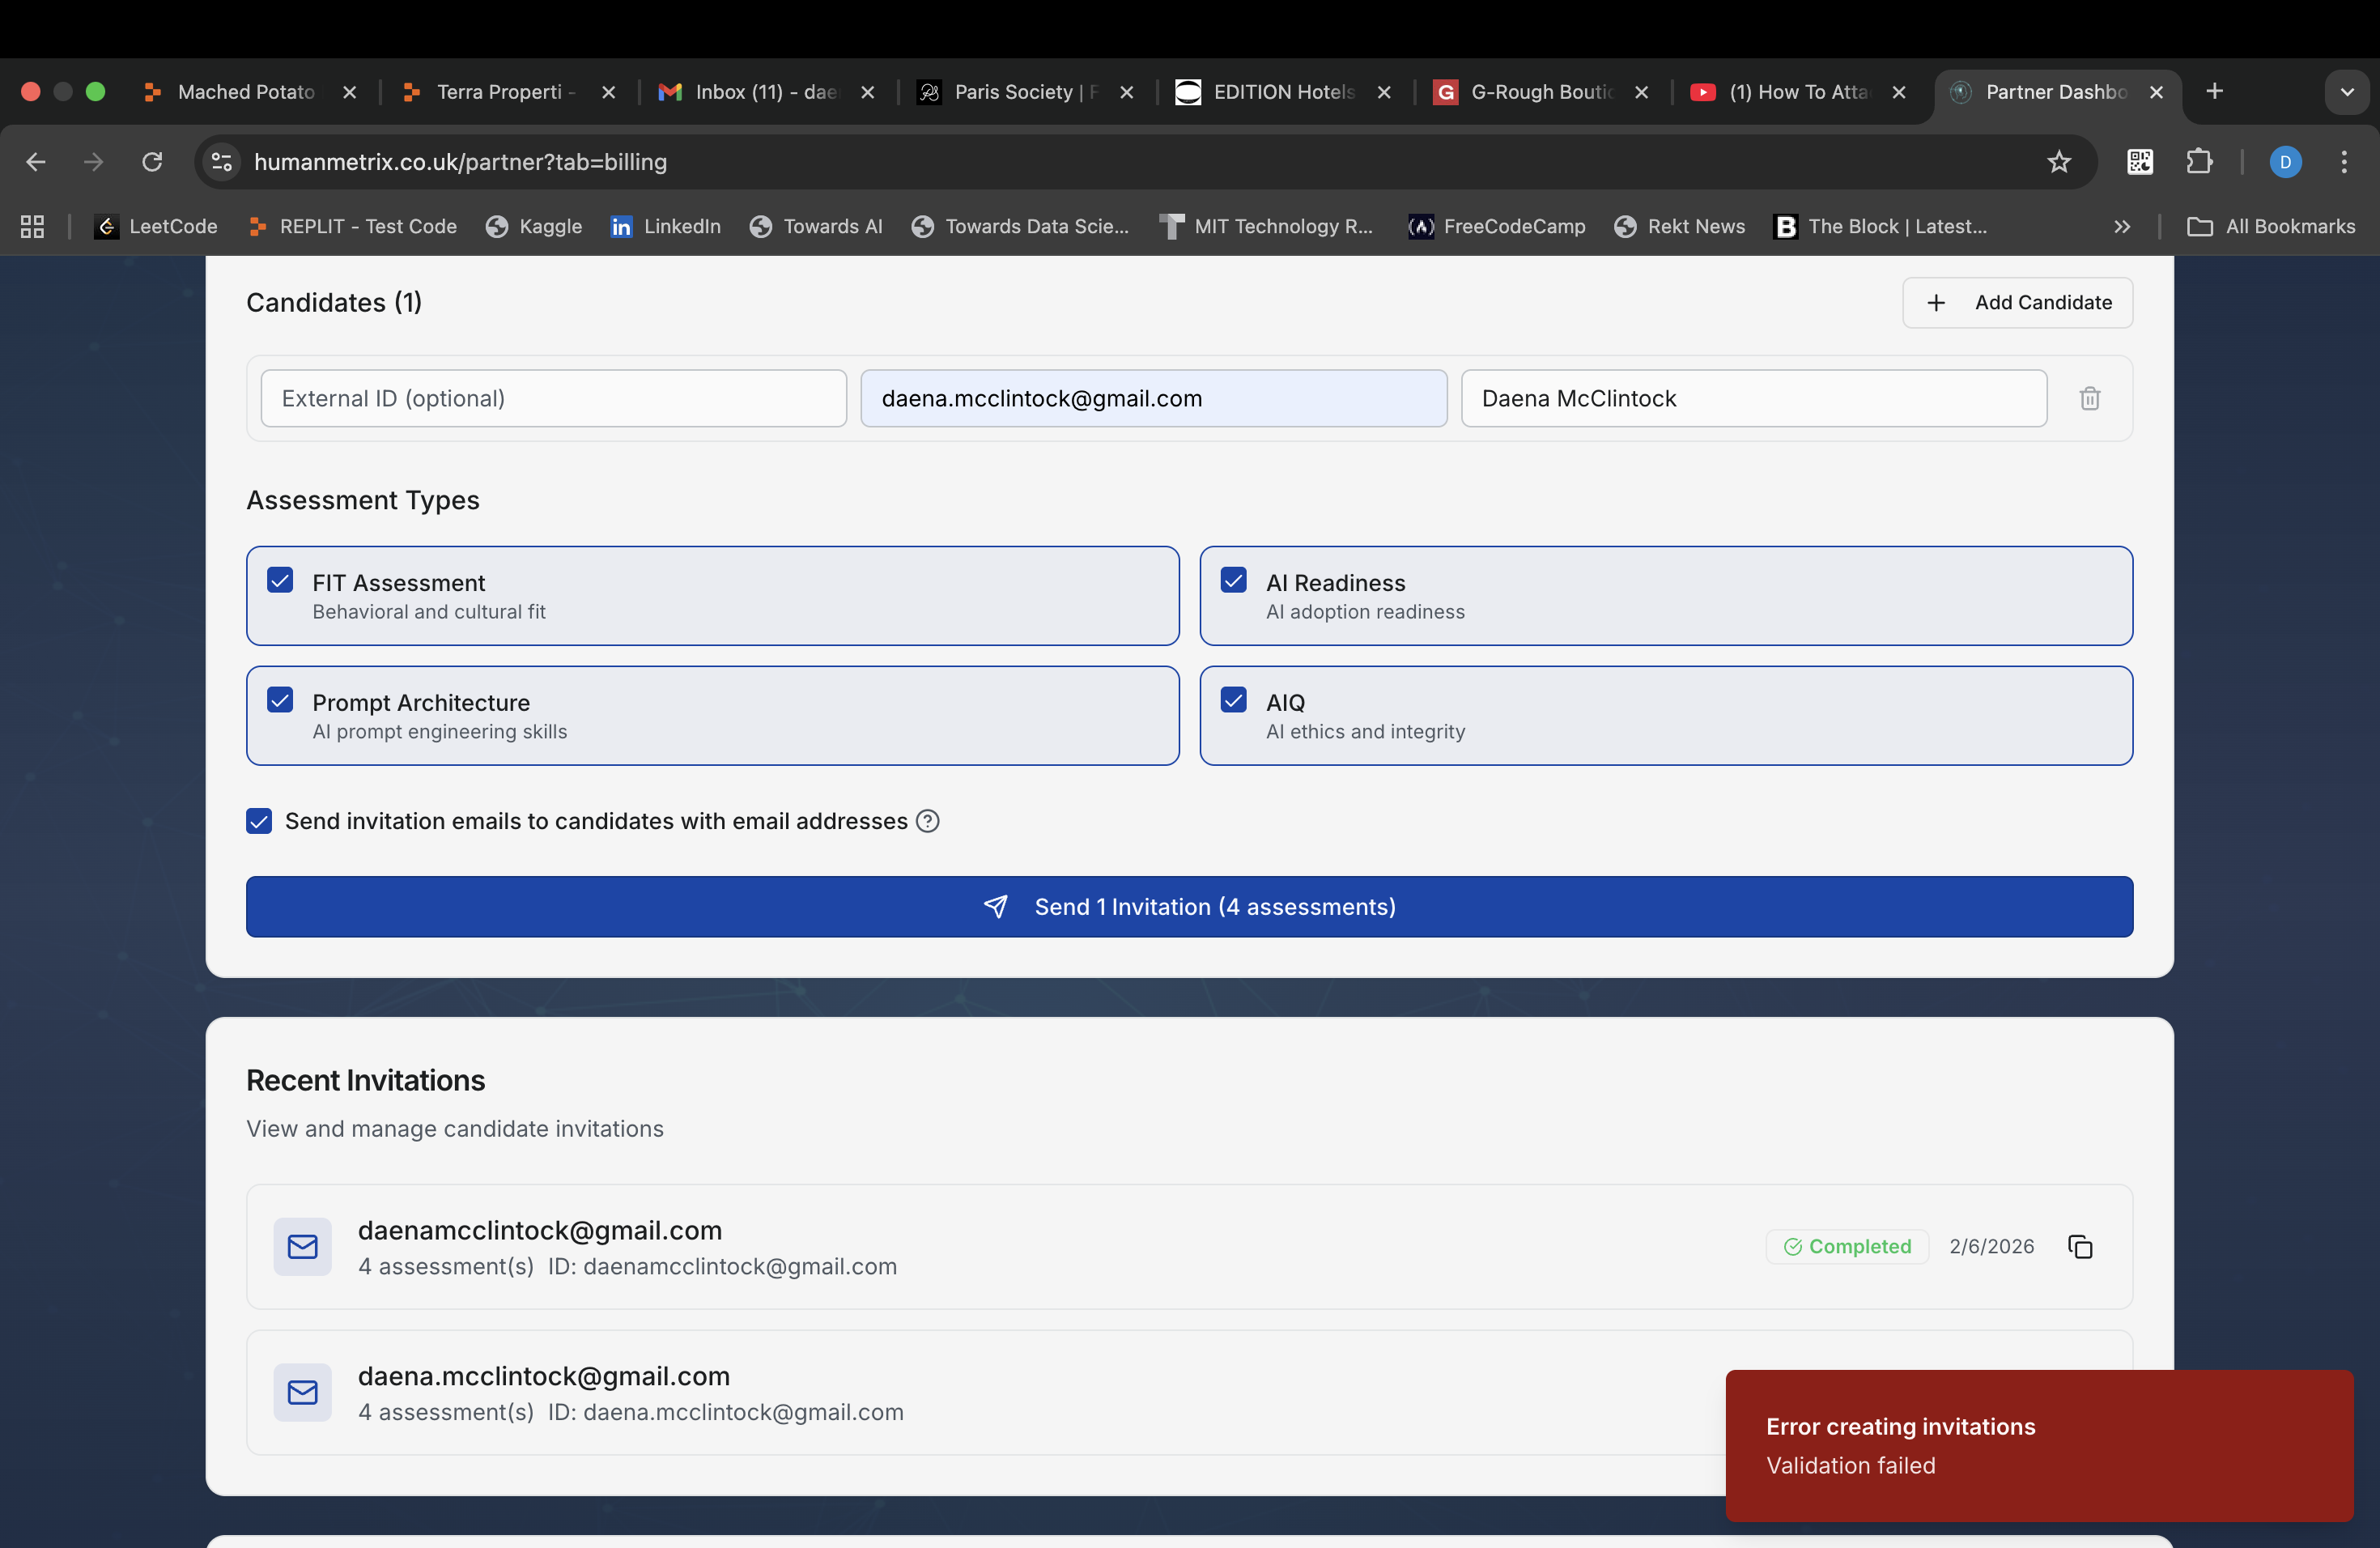 Mached Potato
Terra Properti -
Inbox (11) - dae
Paris Society | F
EDITION Hotels
G G-Rough Boutic
(1) How To Atta
Partner Dashbo
humanmetrix.co.uk/partner?tab=billing
D
LeetCode
REPLIT - Test Code
Kaggle
in LinkedIn
Towards AI
Towards Data Scie...
MIT Technology R...
FreeCodeCamp
Rekt News
B The Block | Latest...
All Bookmarks
Candidates (1)
+ Add Candidate
External ID (optional)
daena.mcclintock@gmail.com
Daena McClintock
Assessment Types
FIT Assessment
Behavioral and cultural fit
AI Readiness
AI adoption readiness
Prompt Architecture
AI prompt engineering skills
AIQ
AI ethics and integrity
Send invitation emails to candidates with email addresses ?
Send 1 Invitation (4 assessments)
Recent Invitations
View and manage candidate invitations
daenamcclintock@gmail.com
4 assessment(s) ID: daenamcclintock@gmail.com
Completed
2/6/2026
daena.mcclintock@gmail.com
4 assessment(s) ID: daena.mcclintock@gmail.com
Error creating invitations
Validation failed